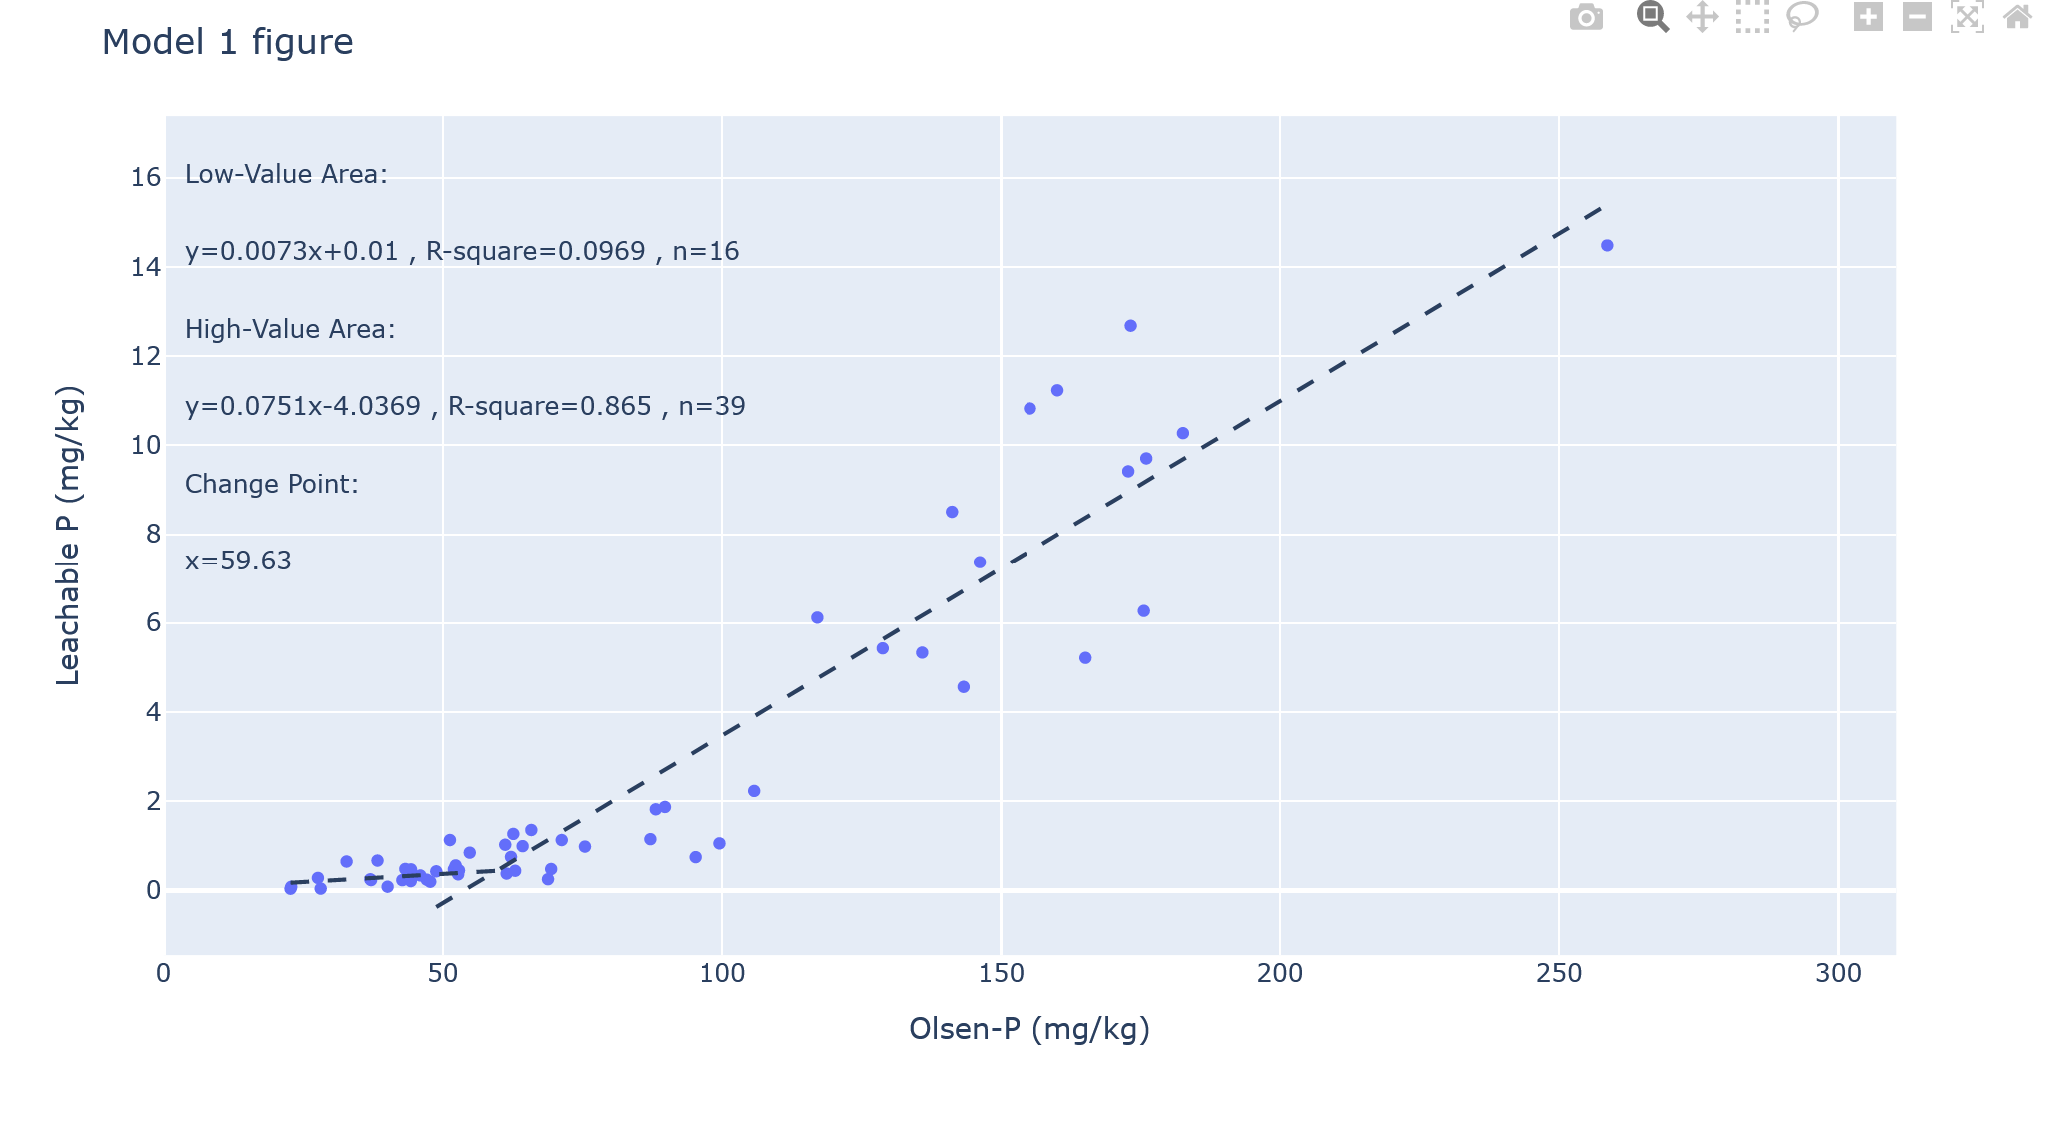 Model 1 figure
Low-Value Area:
y=0.0073x+0.01 , R-square=0.0969 , n=16
High-Value Area:
y=0.0751x-4.0369 , R-square=0.865 , n=39
Change Point:
x=59.63
16
14
12
10
8
6
4
2
0
Leachable P (mg/kg)
0 50 100 150 200 250 300
Olsen-P (mg/kg)